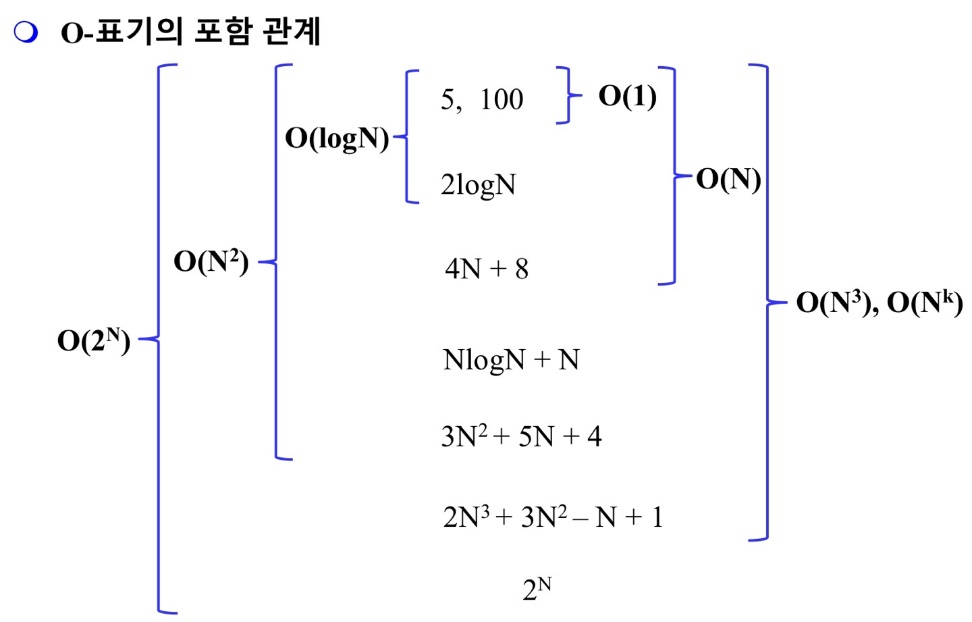 O-표기의 포함 관계
5, 100
O(1)
O(logN)
2logN
O(N)
O(N²)
4N + 8
O(N³), O(Nᵏ)
O(2ᴺ)
NlogN + N
3N² + 5N + 4
2N³ + 3N² – N + 1
2ᴺ